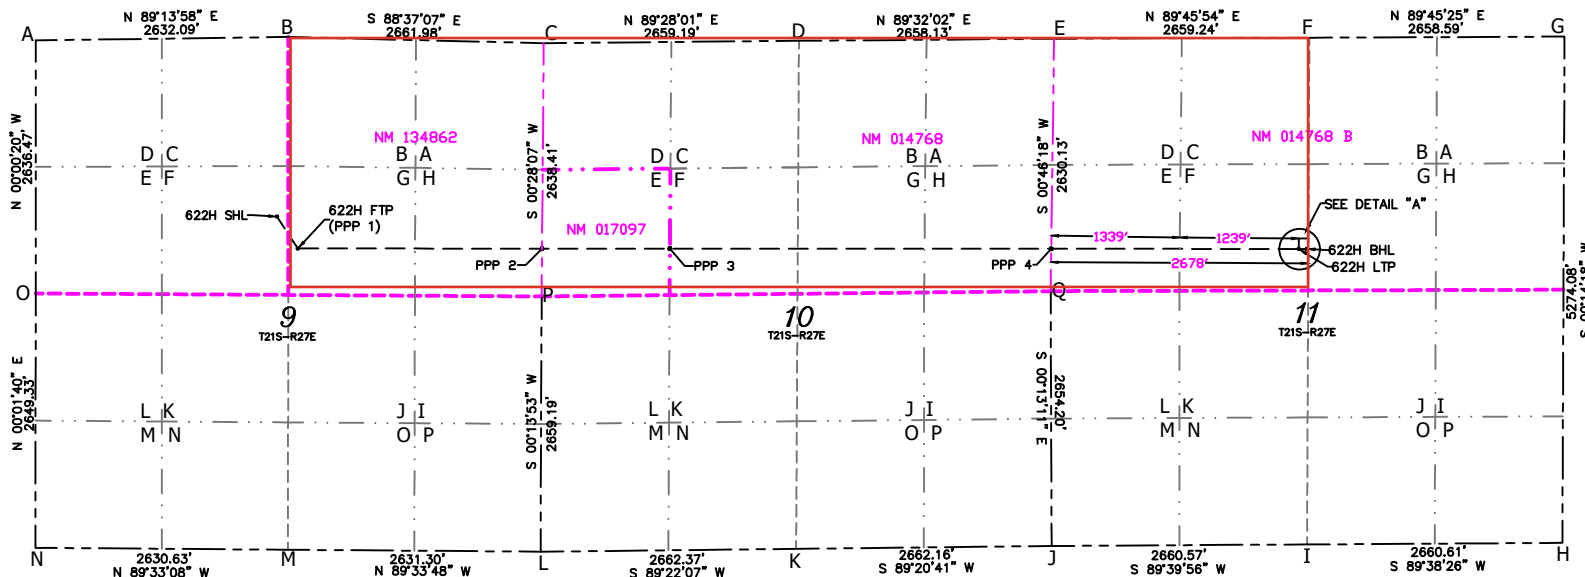 N 89°13'58" E
2632.09'
S 88°37'07" E
2661.98'
N 89°28'01" E
2659.19'
N 89°32'02" E
2658.13'
N 89°45'54" E
2659.24'
N 89°45'25" E
2658.59'
A
B
C
D
E
F
G
N 00°00'20" W
2636.47'
NM 134862
S 00°28'07" W
2638.41'
NM 014768
S 00°46'18" W
2630.13'
NM 014768 B
D C
E F
B A
G H
D C
E F
B A
G H
D C
E F
B A
G H
622H SHL
622H FTP
(PPP 1)
NM 017097
SEE DETAIL "A"
1339'
1239'
PPP 2
PPP 3
PPP 4
2678'
622H BHL
622H LTP
O
P
Q
9
T21S-R27E
10
T21S-R27E
11
T21S-R27E
5274.08'
N 00°01'40" E
2649.33'
S 00°13'53" W
2659.19'
S 00°13'11" E
2654.20'
L K
M N
J I
O P
L K
M N
J I
O P
L K
M N
J I
O P
N
M
L
K
J
I
H
2630.63'
N 89°33'08" W
2631.30'
N 89°33'48" W
2662.37'
S 89°22'07" W
2662.16'
S 89°20'41" W
2660.57'
S 89°39'56" W
2660.61'
S 89°38'26" W